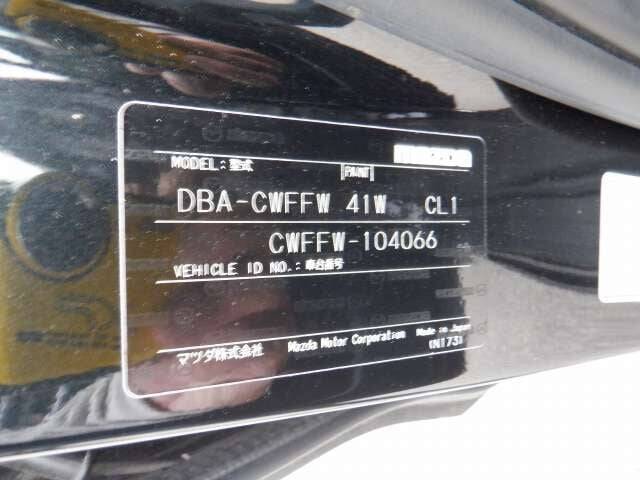 MAZDA
MODEL:型式 PAINT
DBA-CWFFW 41W CL1
CWFFW-104066
VEHICLE ID NO.:車台番号
マツダ株式会社 Mazda Motor Corporation Made in Japan
(N173)